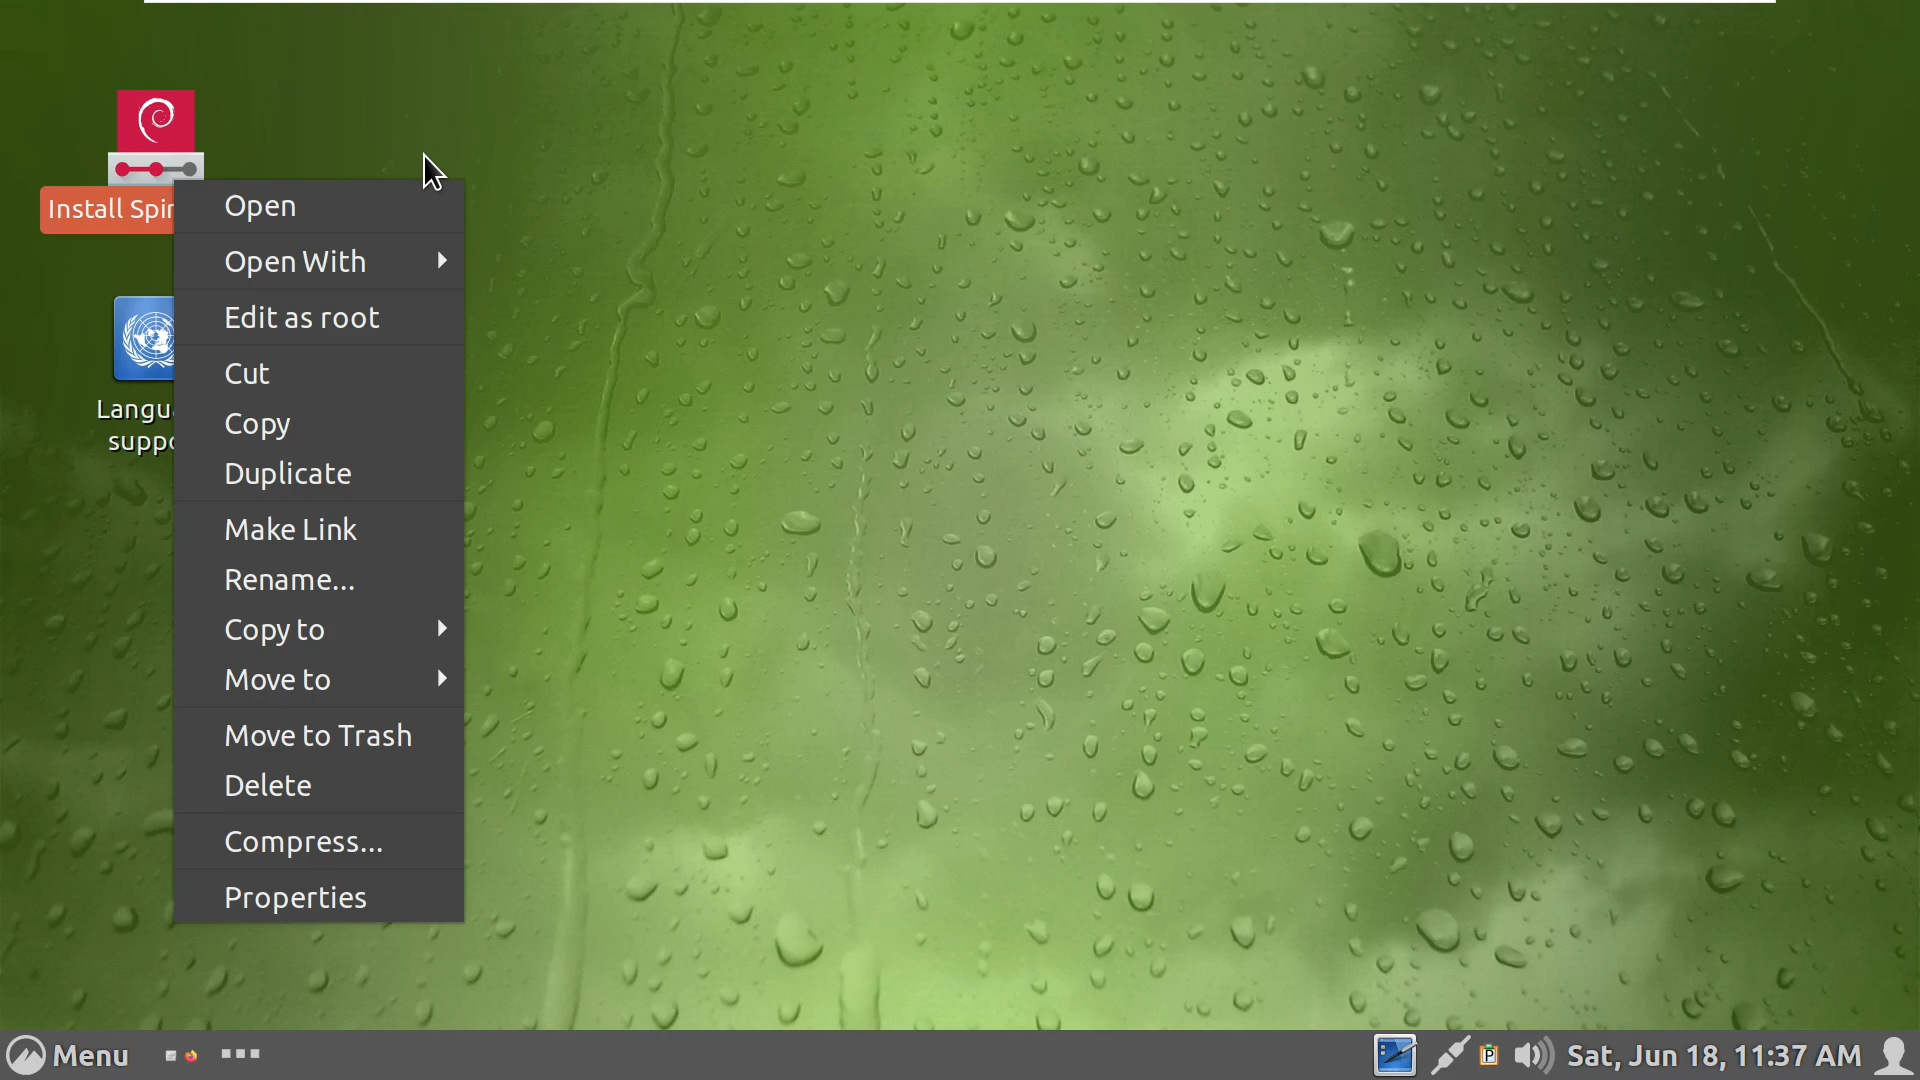 Install Spir
Langu
suppo
Open
Open With
Edit as root
Cut
Copy
Duplicate
Make Link
Rename...
Copy to
Move to
Move to Trash
Delete
Compress...
Properties
Menu
P
Sat, Jun 18, 11:37 AM